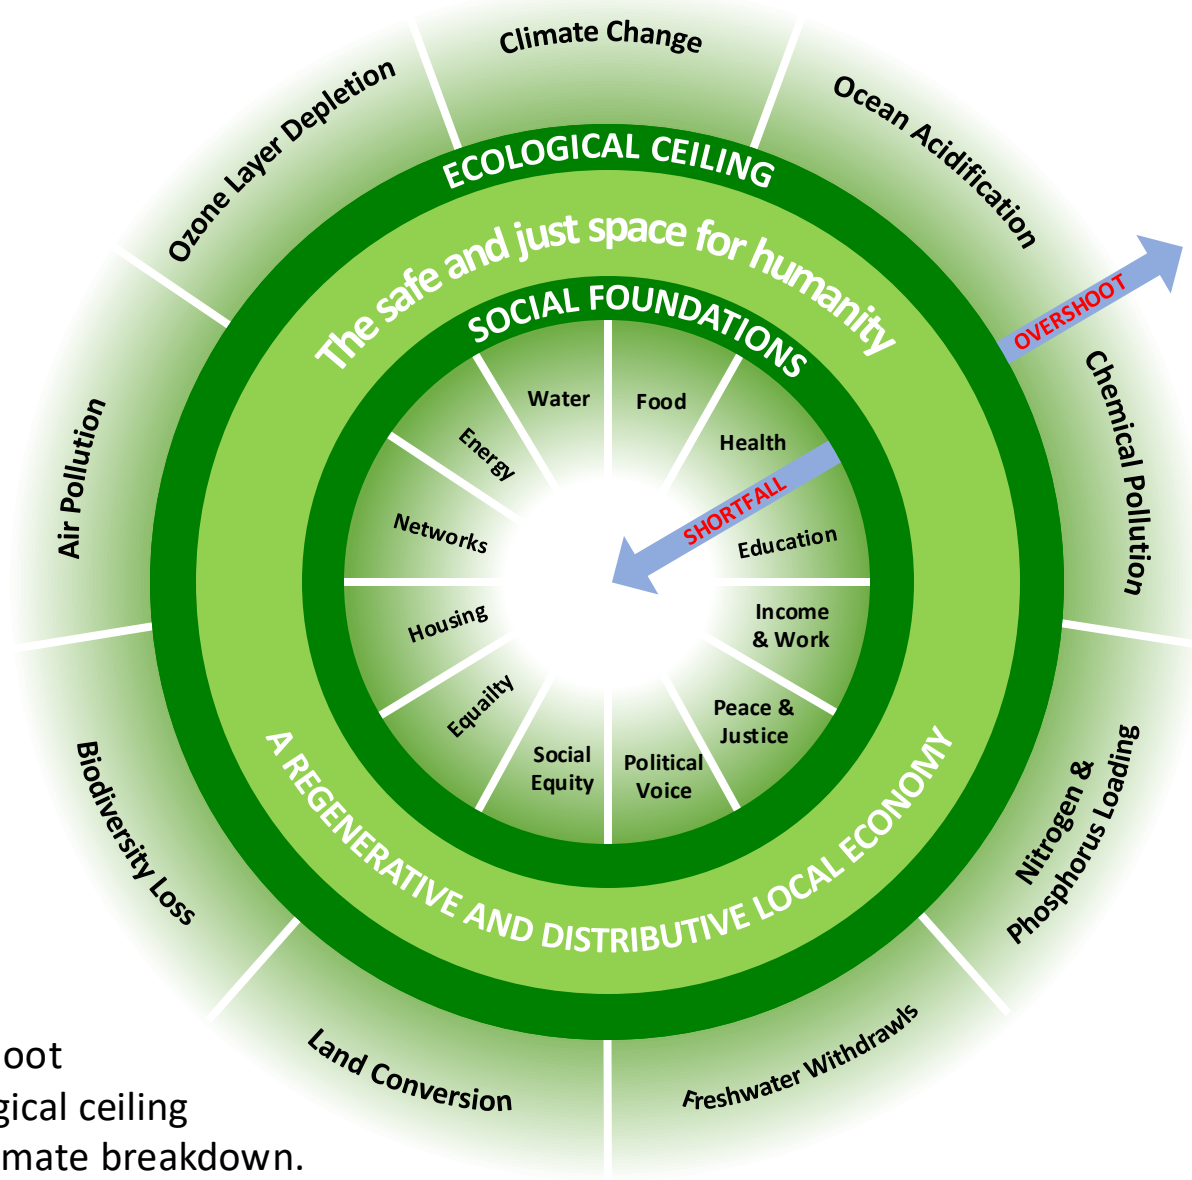 Climate Change
Ocean Acidification
OVERSHOOT
Chemical Pollution
Nitrogen &
Phosphorus Loading
Freshwater Withdrawls
Land Conversion
Biodiversity Loss
Air Pollution
Ozone Layer Depletion
ECOLOGICAL CEILING
The safe and just space for humanity
SOCIAL FOUNDATIONS
Water
Food
Health
SHORTFALL
Education
Income
& Work
Peace &
Justice
Political
Voice
Social
Equity
Equailty
Housing
Networks
Energy
A REGENERATIVE AND DISTRIBUTIVE LOCAL ECONOMY
oot
gical ceiling
mate breakdown.